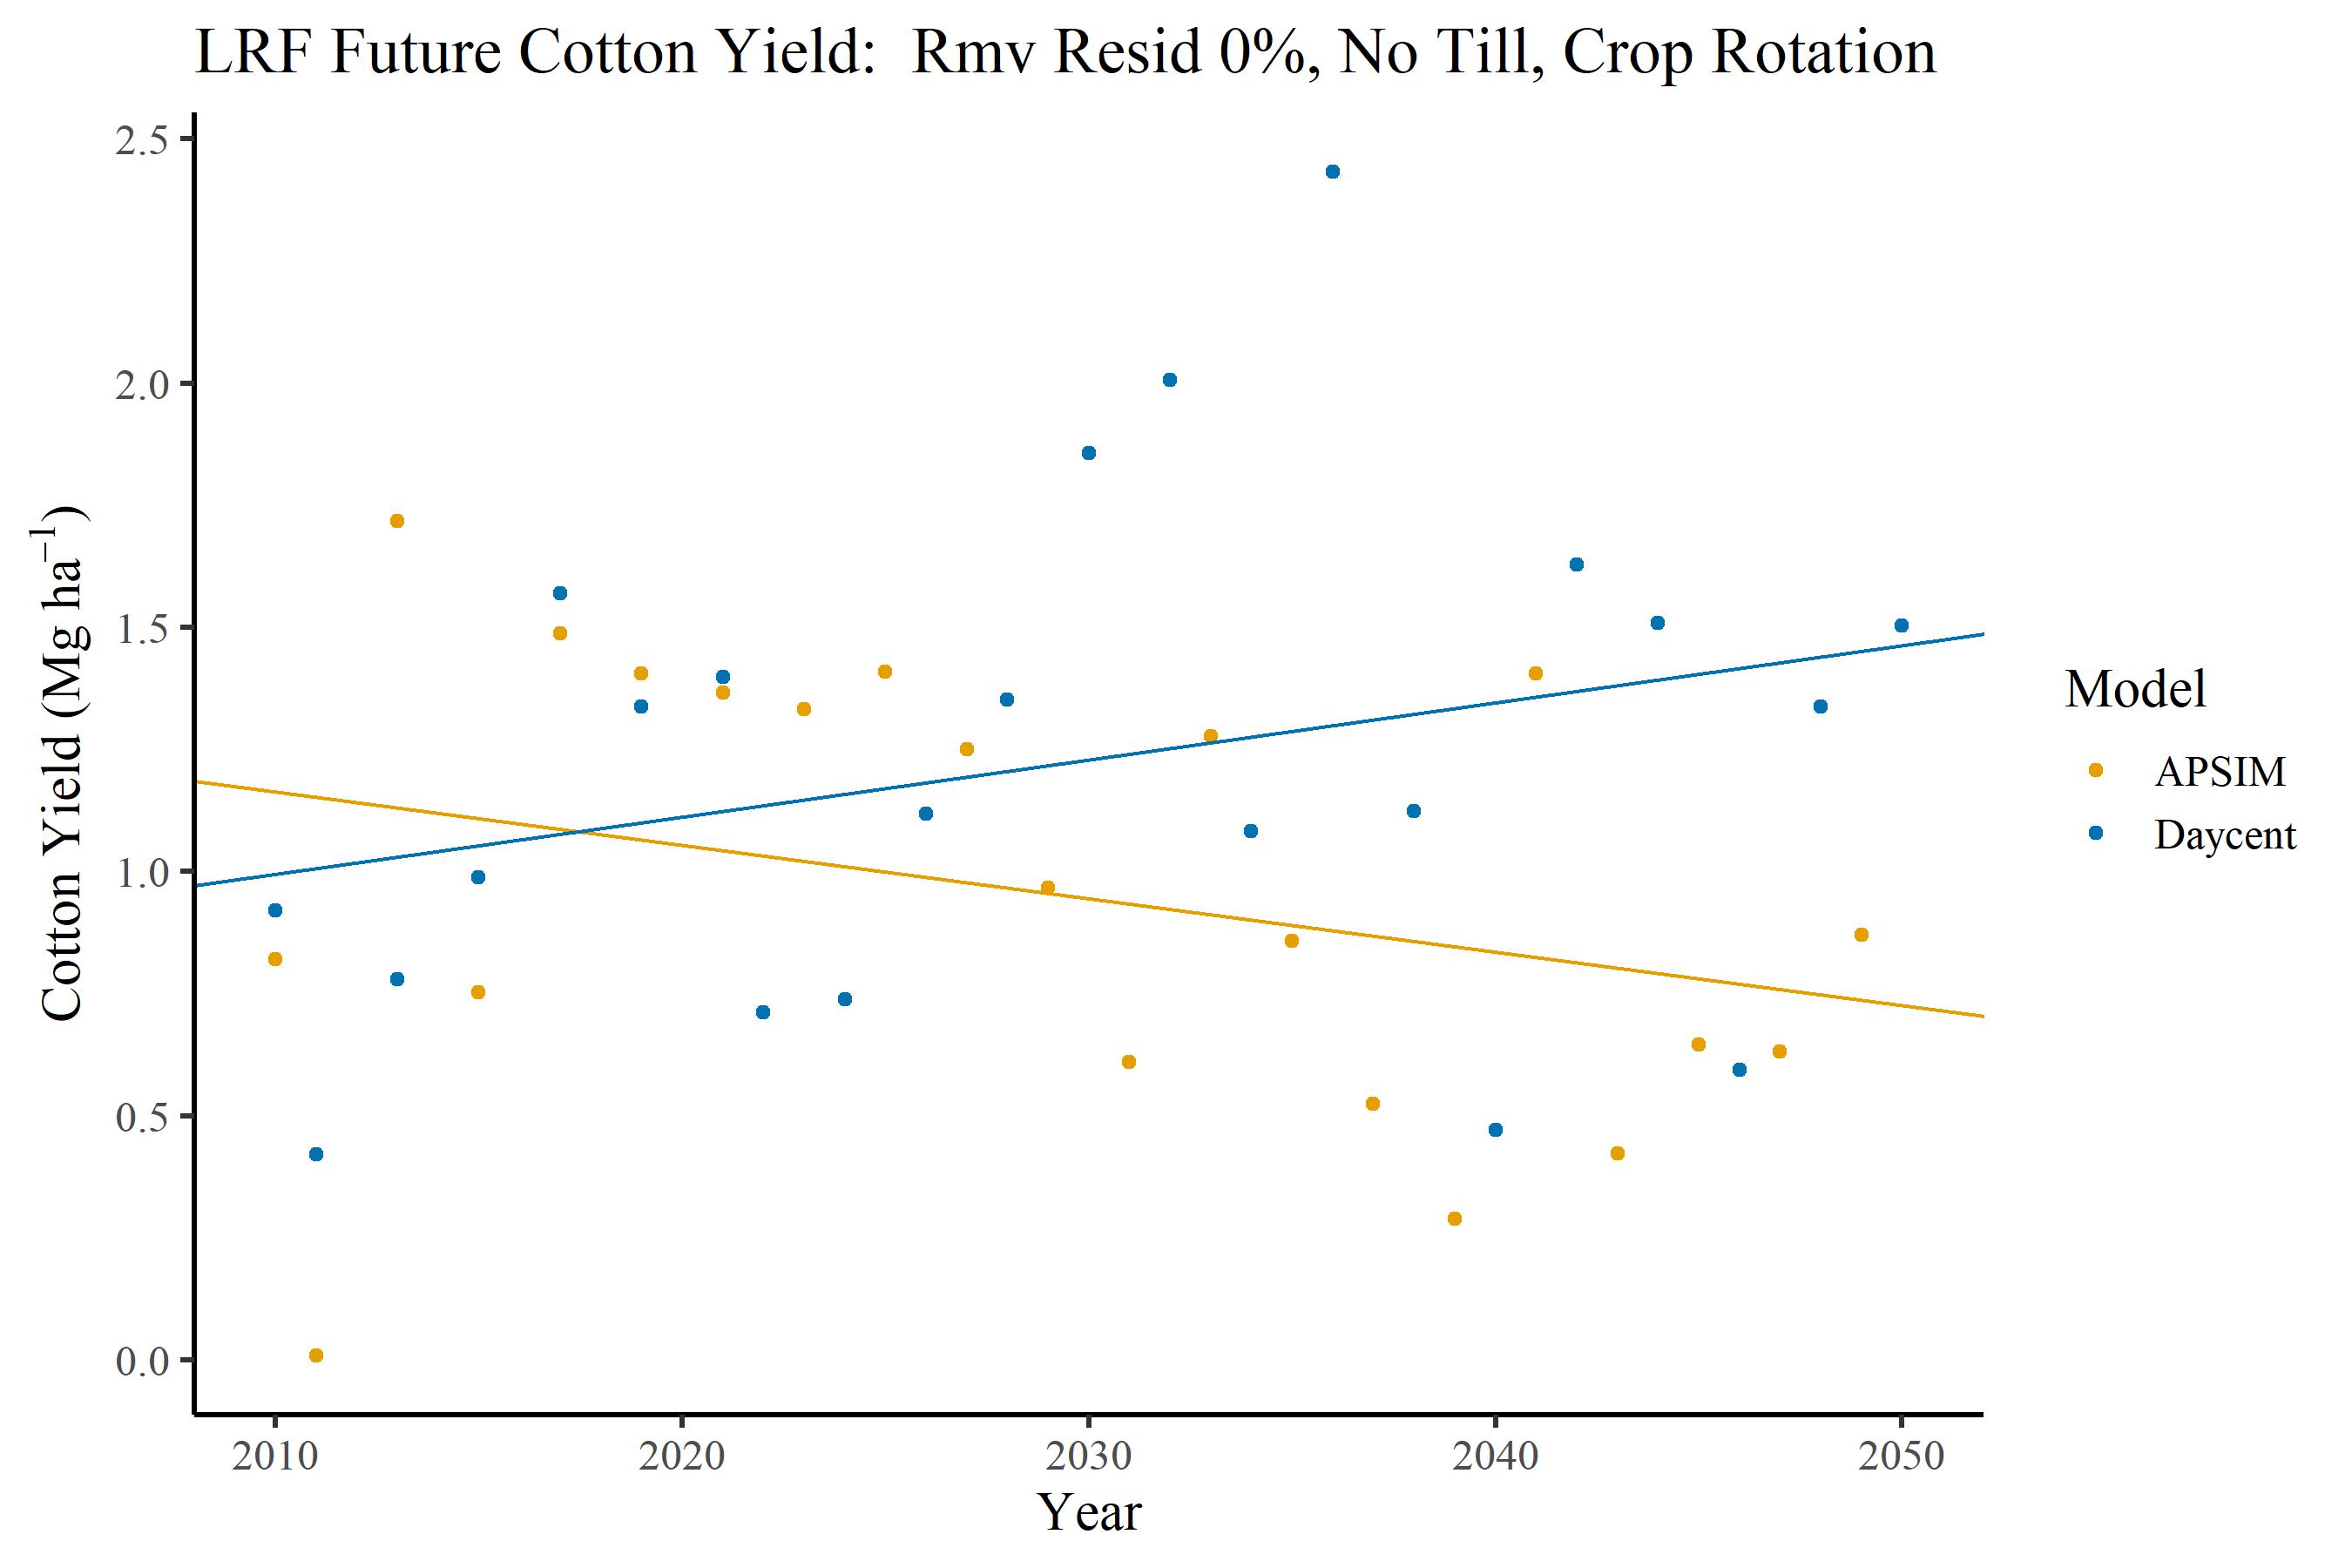 LRF Future Cotton Yield:  Rmv Resid 0%, No Till, Crop Rotation
Cotton Yield (Mg ha⁻¹)
2.5
2.0
1.5
1.0
0.5
0.0
2010 2020 2030 2040 2050
Year
Model
APSIM
Daycent